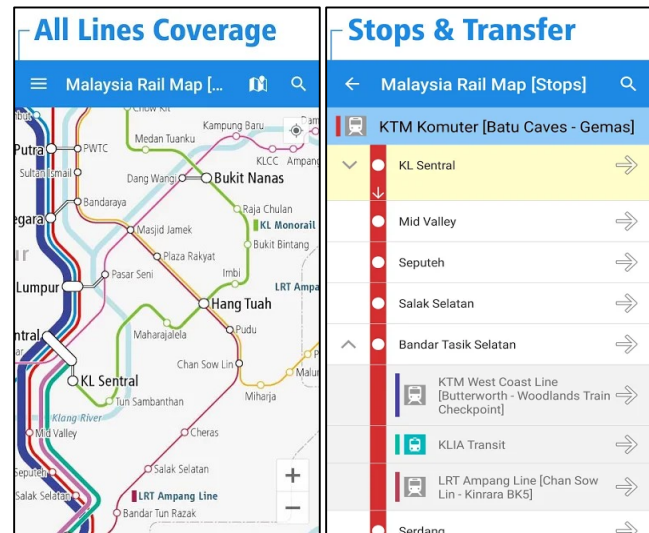 All Lines Coverage
Malaysia Rail Map [...
Chow Kit
Kampung Baru
Medan Tuanku
Putra
PWTC
KLCC
Ampang
Sultan Ismail
Dang Wangi
Bukit Nanas
Bandaraya
Raja Chulan
egara
KL Monorail
Masjid Jamek
Bukit Bintang
Plaza Rakyat
Pasar Seni
Imbi
Lumpur
LRT Ampa
Hang Tuah
Maharajalela
Pudu
ntral
Chan Sow Lin
KL Sentral
Malur
Tun Sambanthan
Miharja
Klang River
Mid Valley
Cheras
Seputeh
Salak Selatan
Salak Selatan
LRT Ampang Line
Bandar Tun Razak
+
−
Stops & Transfer
Malaysia Rail Map [Stops]
KTM Komuter [Batu Caves - Gemas]
KL Sentral
Mid Valley
Seputeh
Salak Selatan
Bandar Tasik Selatan
KTM West Coast Line
[Butterworth - Woodlands Train
Checkpoint]
KLIA Transit
LRT Ampang Line [Chan Sow
Lin - Kinrara BK5]
Serdang